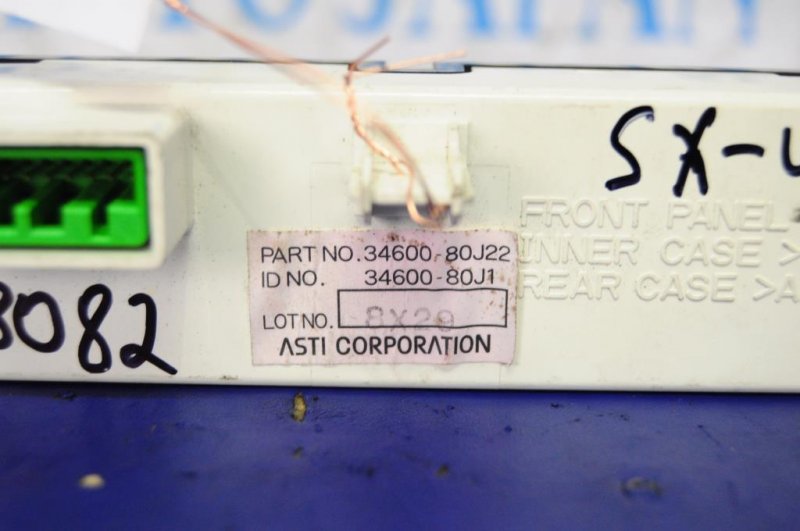 SX-4
FRONT PANEL
INNER CASE >
REAR CASE >A
PART NO. 34600-80J22
ID NO. 34600-80J1
LOT NO. 8X29
ASTI CORPORATION
8082